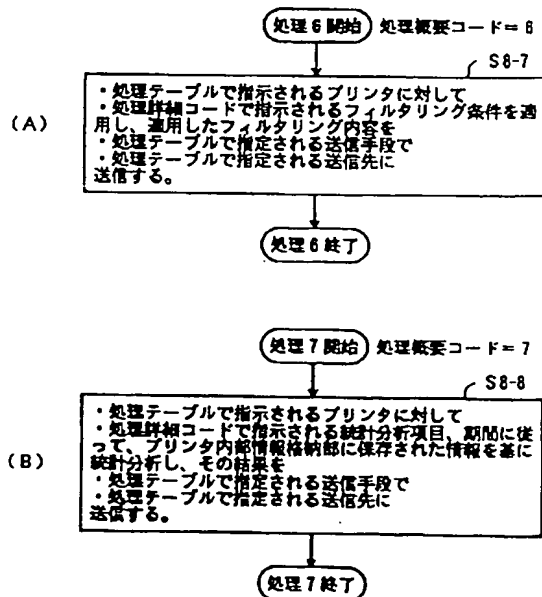 処理6開始 処理概要コード=6
S8-7
(A)
・処理テーブルで指示されるプリンタに対して
・処理詳細コードで指示されるフィルタリング条件を適
用し、適用したフィルタリング内容を
・処理テーブルで指定される送信手段で
・処理テーブルで指定される送信先に
送信する。
処理6終了
処理7開始 処理概要コード=7
S8-8
(B)
・処理テーブルで指示されるプリンタに対して
・処理詳細コードで指示される統計分析項目、期間に従
って、プリンタ内部情報格納部に保存された情報を基に
統計分析し、その結果を
・処理テーブルで指定される送信手段で
・処理テーブルで指定される送信先に
送信する。
処理7終了